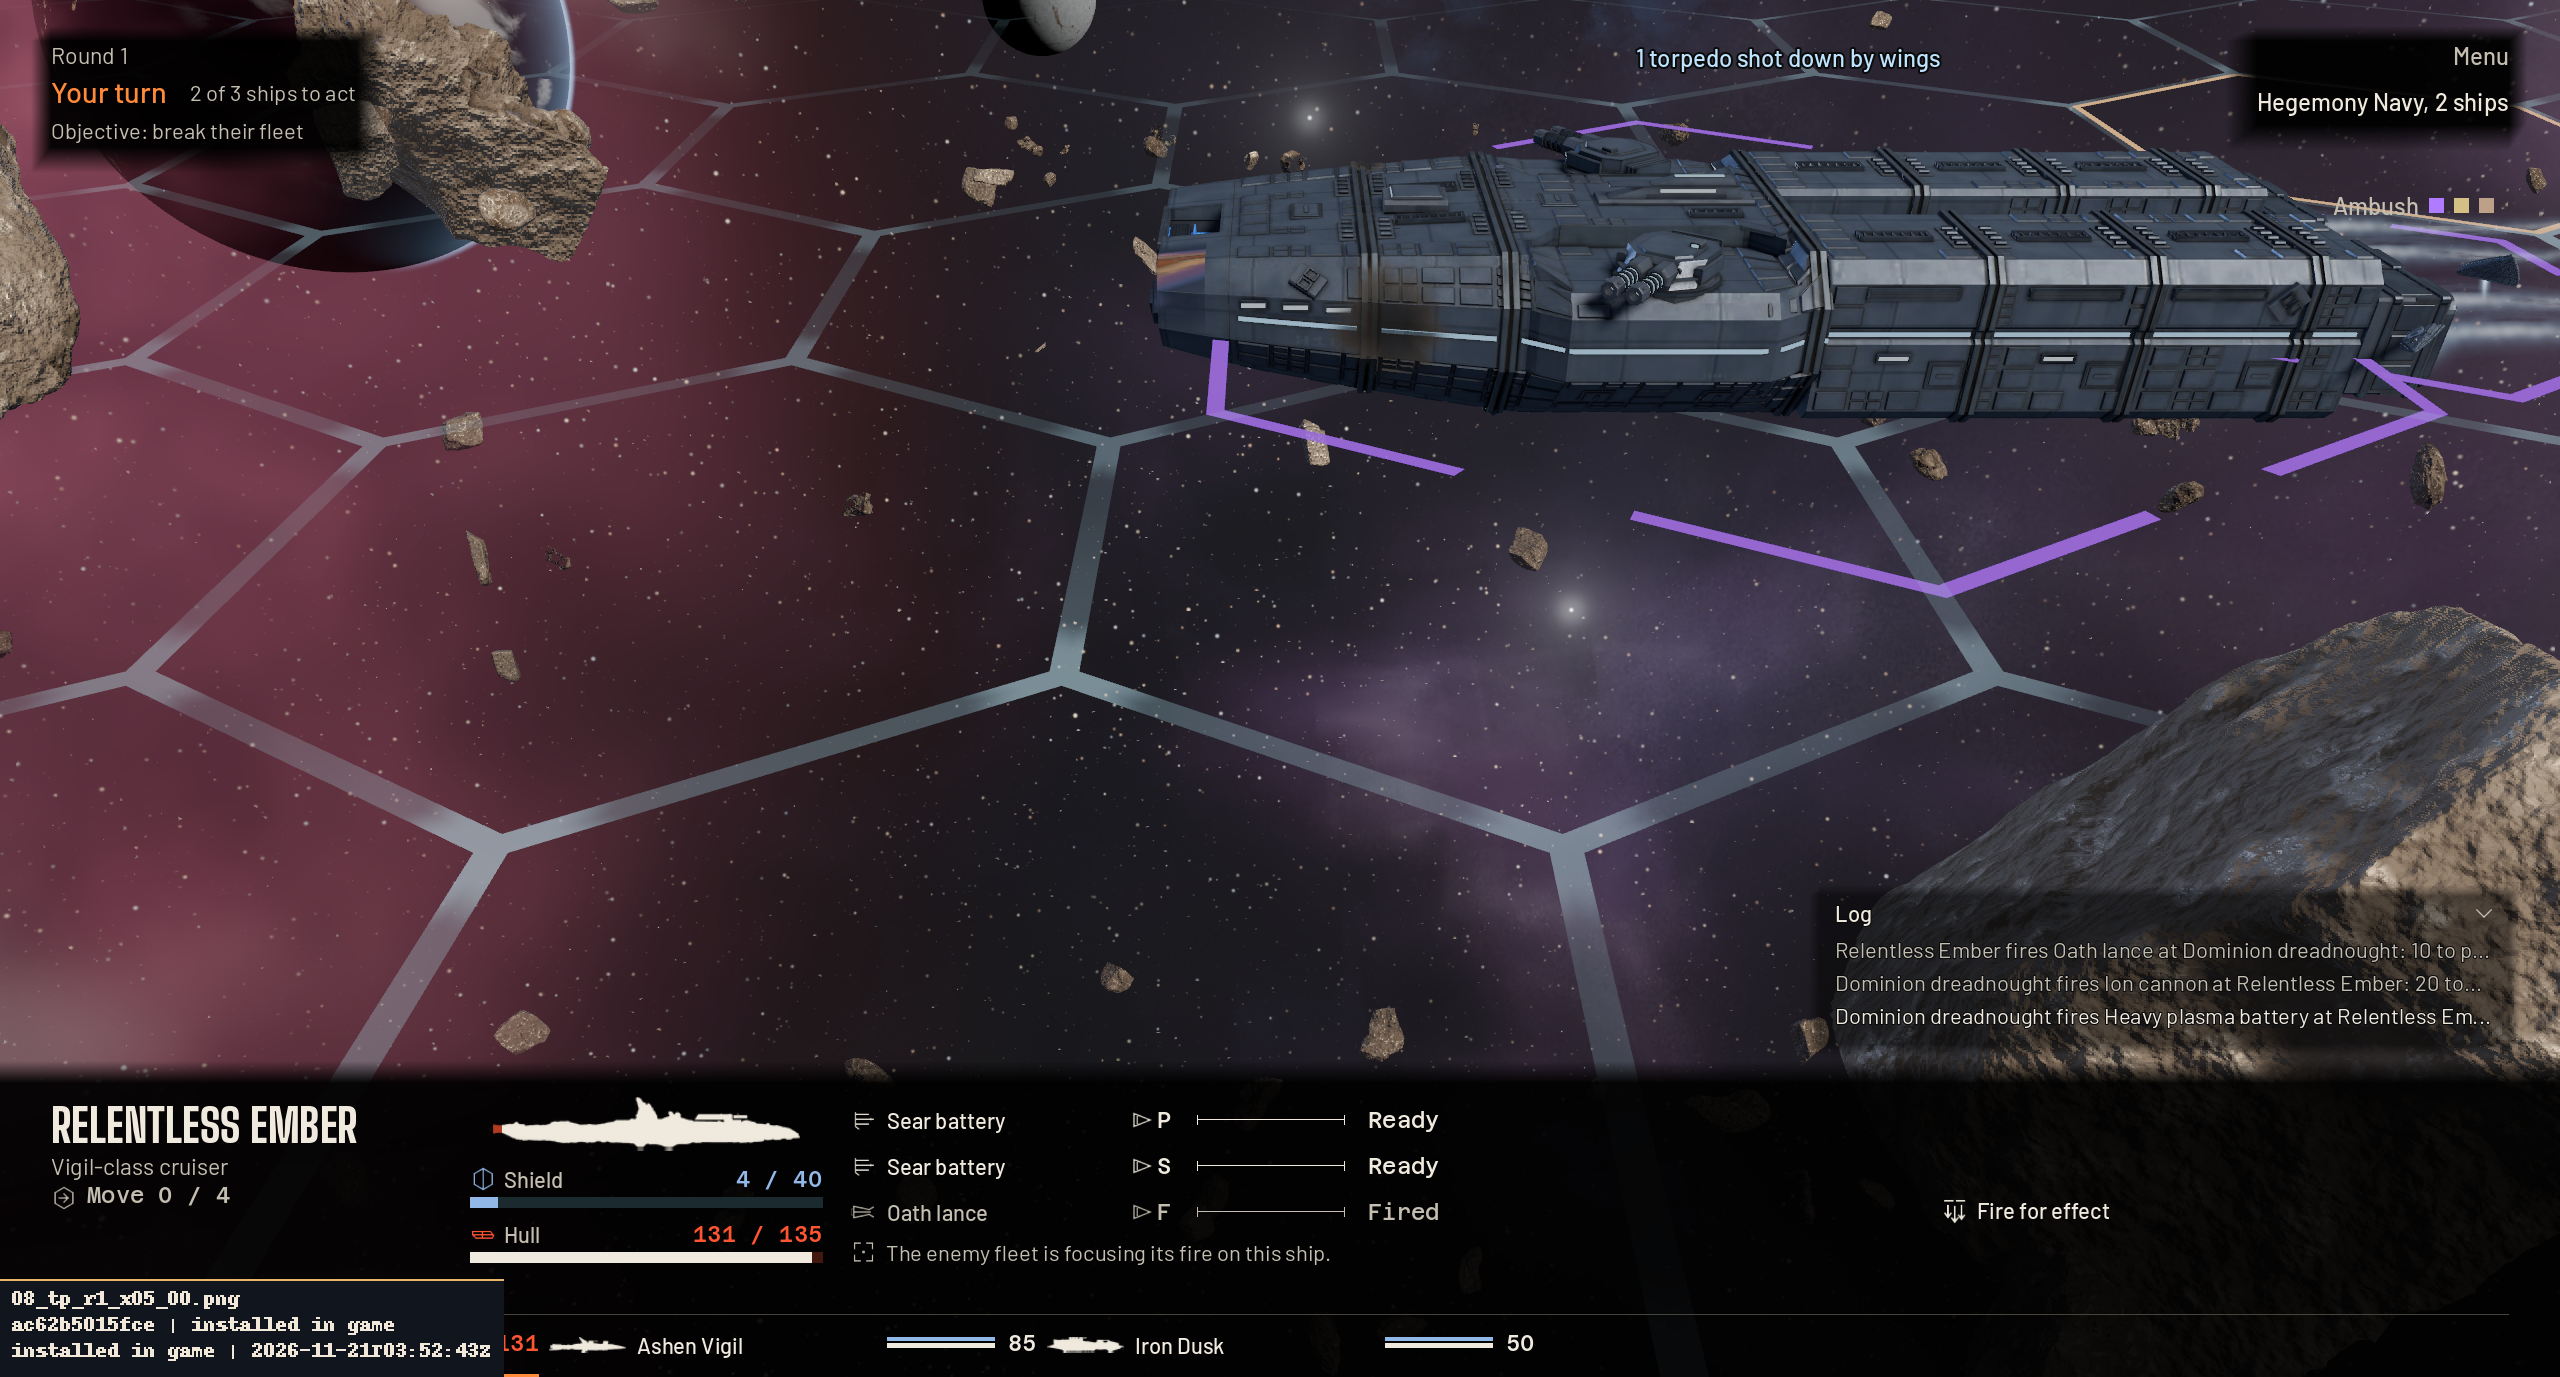 Round 1
Your turn 2 of 3 ships to act
Objective: break their fleet
1 torpedo shot down by wings
Menu
Hegemony Navy, 2 ships
Ambush
Log
Relentless Ember fires Oath lance at Dominion dreadnought: 10 to p...
Dominion dreadnought fires Ion cannon at Relentless Ember: 20 to...
Dominion dreadnought fires Heavy plasma battery at Relentless Em...
RELENTLESS EMBER
Vigil-class cruiser
Move 0 / 4
Shield 4 / 40
Hull 131 / 135
Sear battery P Ready
Sear battery S Ready
Oath lance F Fired
The enemy fleet is focusing its fire on this ship.
Fire for effect
08_tp_r1_x05_00.png
ac62b5015fce | installed in game
installed in game | 2026-11-21T03:52:43Z
131 Ashen Vigil 85 Iron Dusk 50